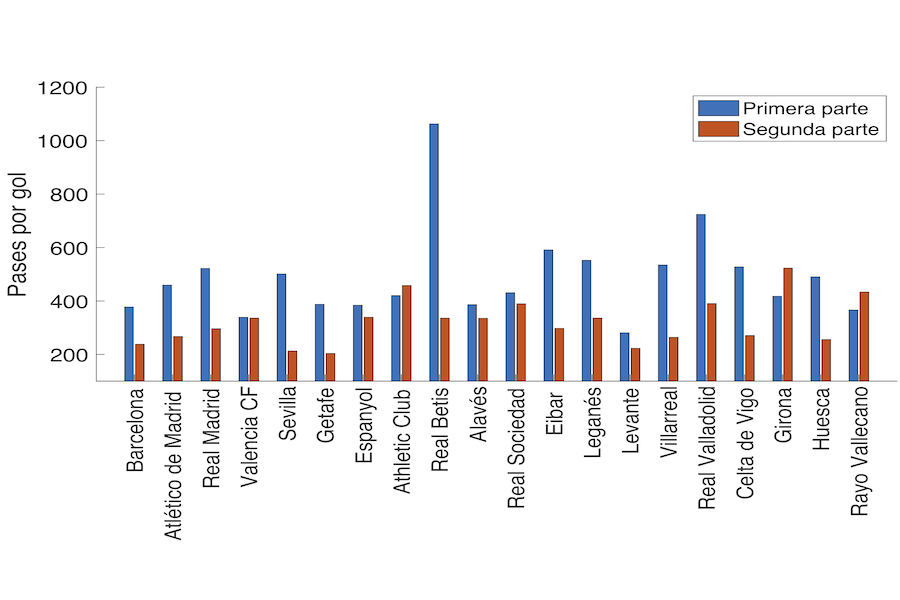 1200
1000
800
600
400
200
Pases por gol
Primera parte
Segunda parte
Barcelona
Atlético de Madrid
Real Madrid
Valencia CF
Sevilla
Getafe
Espanyol
Athletic Club
Real Betis
Alavés
Real Sociedad
Eibar
Leganés
Levante
Villarreal
Real Valladolid
Celta de Vigo
Girona
Huesca
Rayo Vallecano